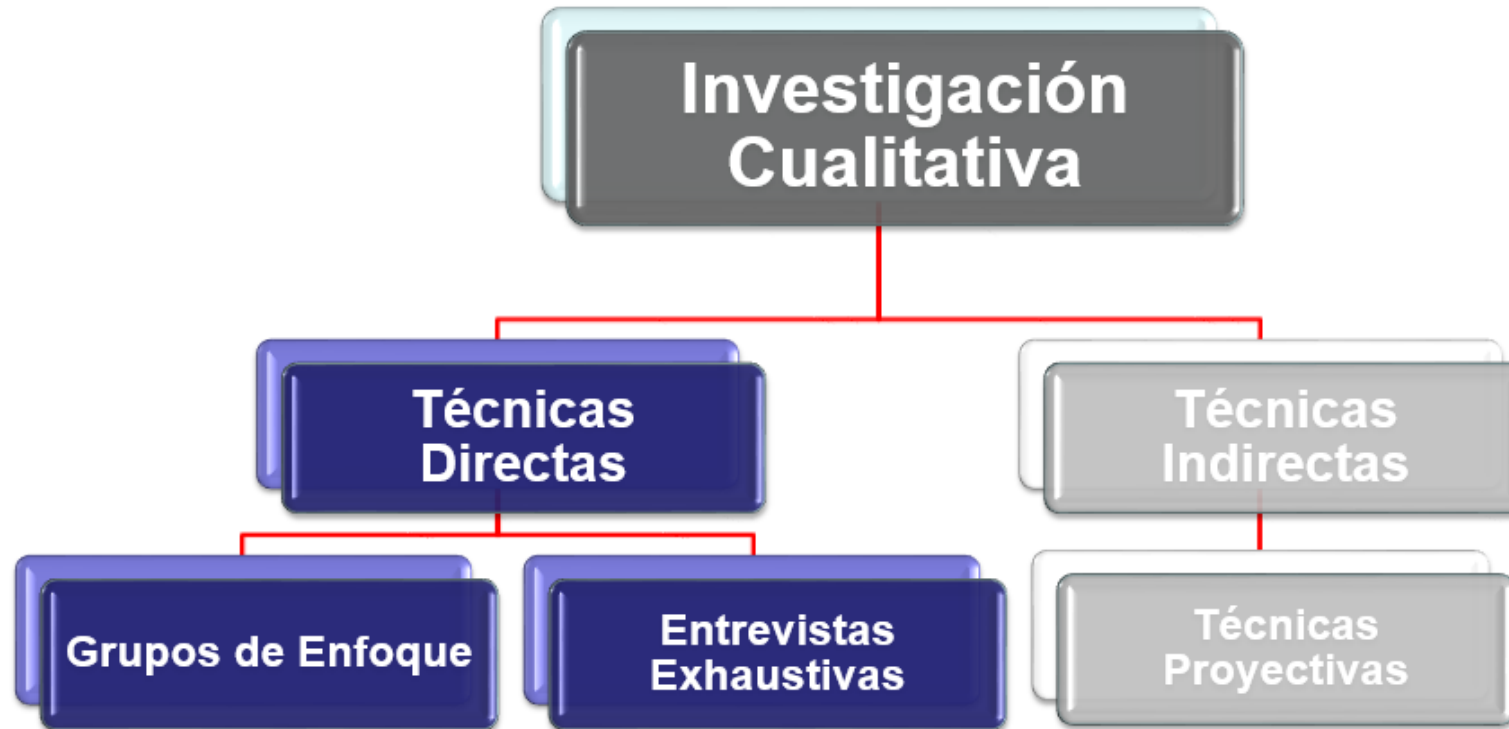 Investigación
Cualitativa
Técnicas
Directas
Técnicas
Indirectas
Grupos de Enfoque
Entrevistas
Exhaustivas
Técnicas
Proyectivas